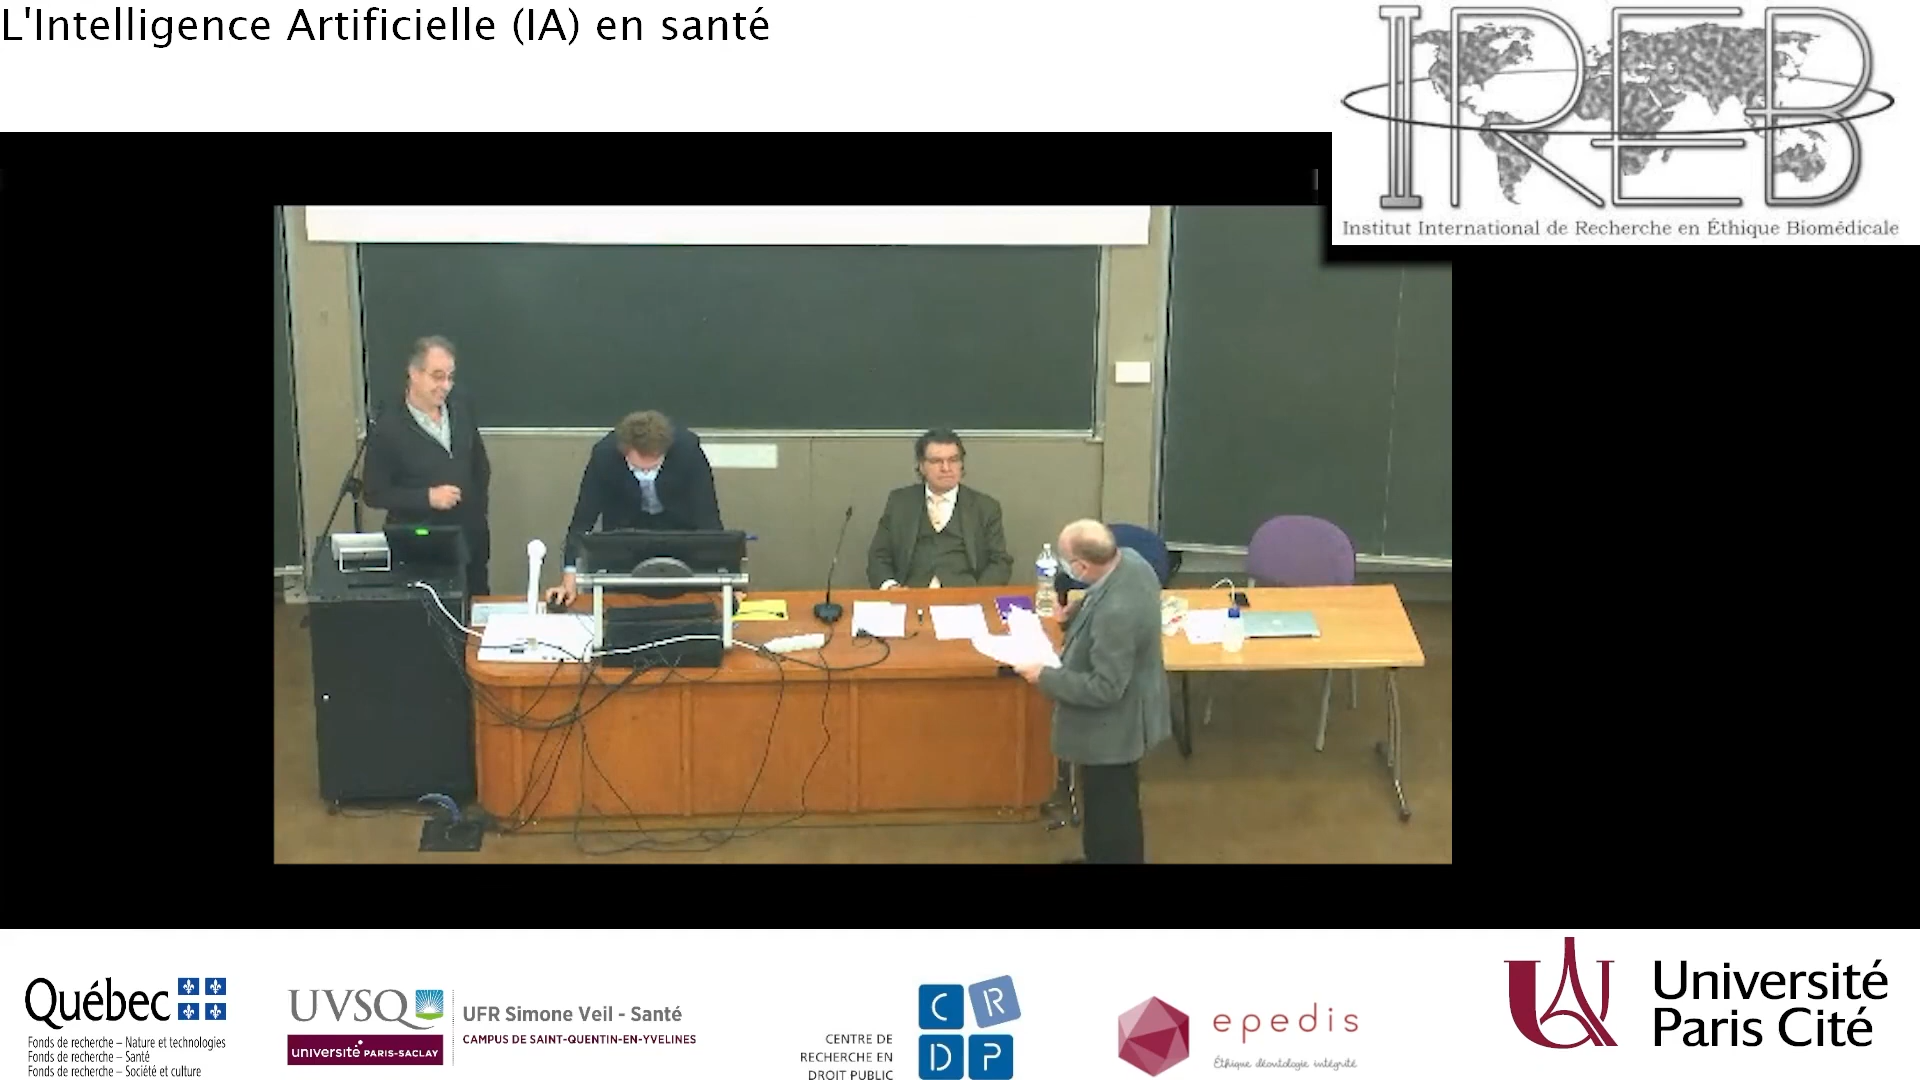 L'Intelligence Artificielle (IA) en santé
IREB
Institut International de Recherche en Éthique Biomédicale
Québec
Fonds de recherche – Nature et technologies
Fonds de recherche – Santé
Fonds de recherche – Société et culture
UVSQ
université PARIS-SACLAY
UFR Simone Veil - Santé
CAMPUS DE SAINT-QUENTIN-EN-YVELINES
CENTRE DE
RECHERCHE EN
DROIT PUBLIC
C R
D P
epedis
Éthique déontologie intégrité
Université
Paris Cité